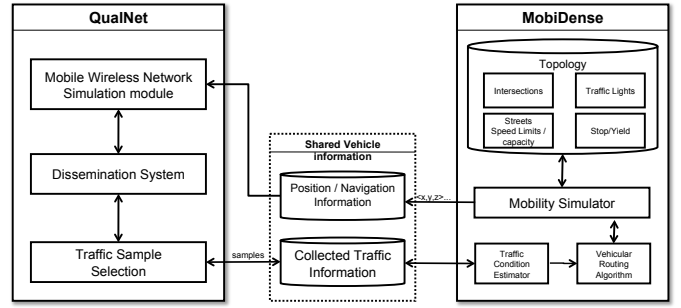 QualNet
Mobile Wireless Network
Simulation module
Dissemination System
Traffic Sample
Selection
samples
Shared Vehicle
information
Position / Navigation
Information
Collected Traffic
Information
<x,y,z>...
MobiDense
Topology
Intersections
Traffic Lights
Streets
Speed Limits /
capacity
Stop/Yield
Mobility Simulator
Traffic
Condition
Estimator
Vehicular
Routing
Algorithm